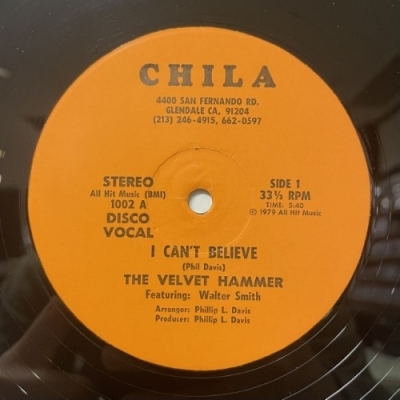 CHILA
4400 SAN FERNANDO RD.
GLENDALE CA, 91204
(213) 246-4915, 662-0597
STEREO
All Hit Music (BMI)
1002 A
DISCO
VOCAL
SIDE 1
33⅓ RPM
TIME: 5:40
© 1979 All Hit Music
I CAN'T BELIEVE
(Phil Davis)
THE VELVET HAMMER
Featuring: Walter Smith
Arranger: Phillip L. Davis
Producer: Phillip L. Davis